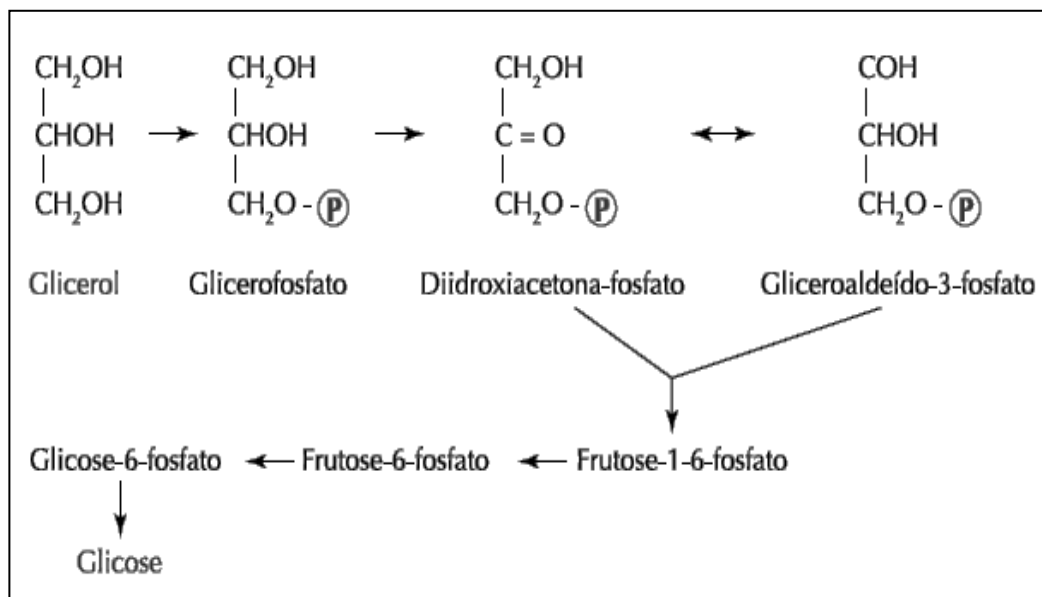 CH₂OH CH₂OH CH₂OH COH
CHOH CHOH C = O CHOH
CH₂OH CH₂O - P CH₂O - P CH₂O - P
Glicerol Glicerofosfato Diidroxiacetona-fosfato Gliceroaldeído-3-fosfato
Glicose-6-fosfato Frutose-6-fosfato Frutose-1-6-fosfato
Glicose